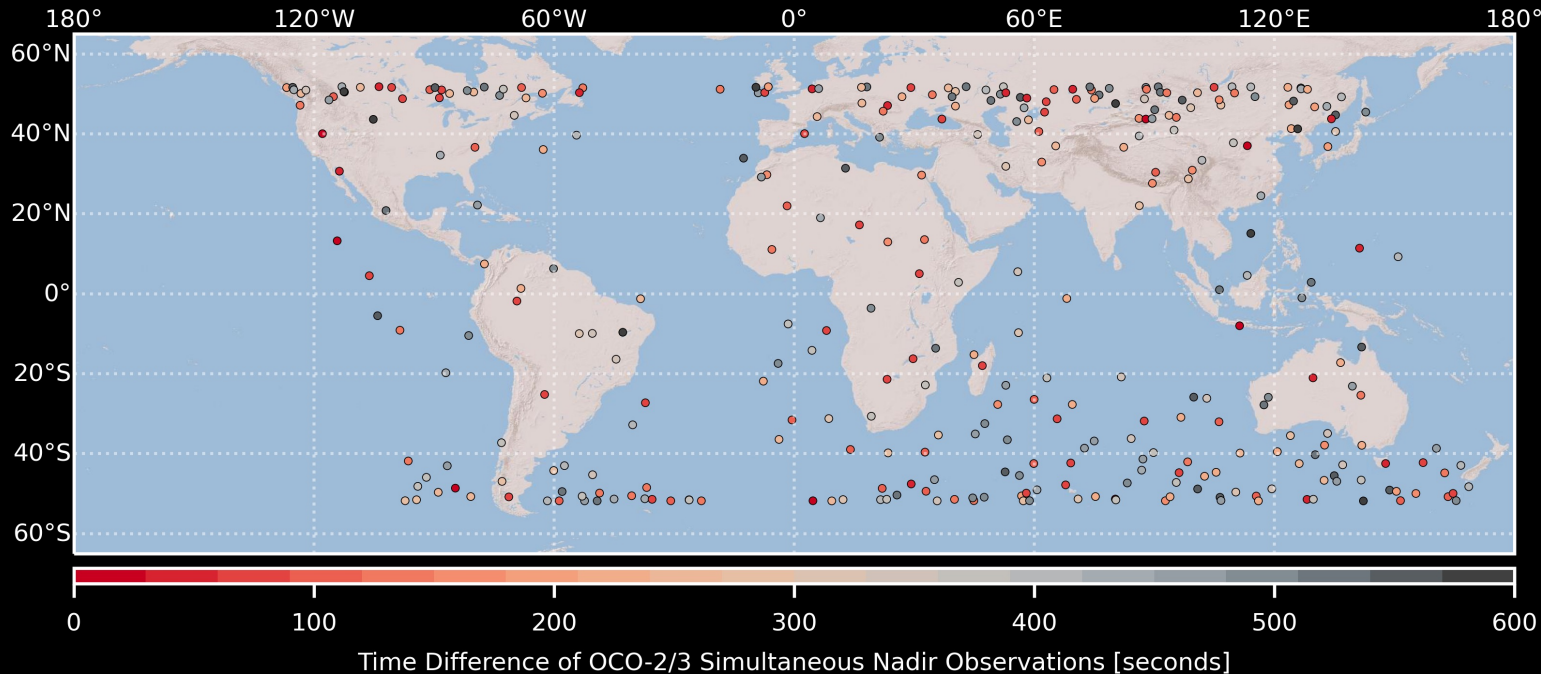 180° 120°W 60°W 0° 60°E 120°E 180°
60°N
40°N
20°N
0°
20°S
40°S
60°S
0 100 200 300 400 500 600
Time Difference of OCO-2/3 Simultaneous Nadir Observations [seconds]